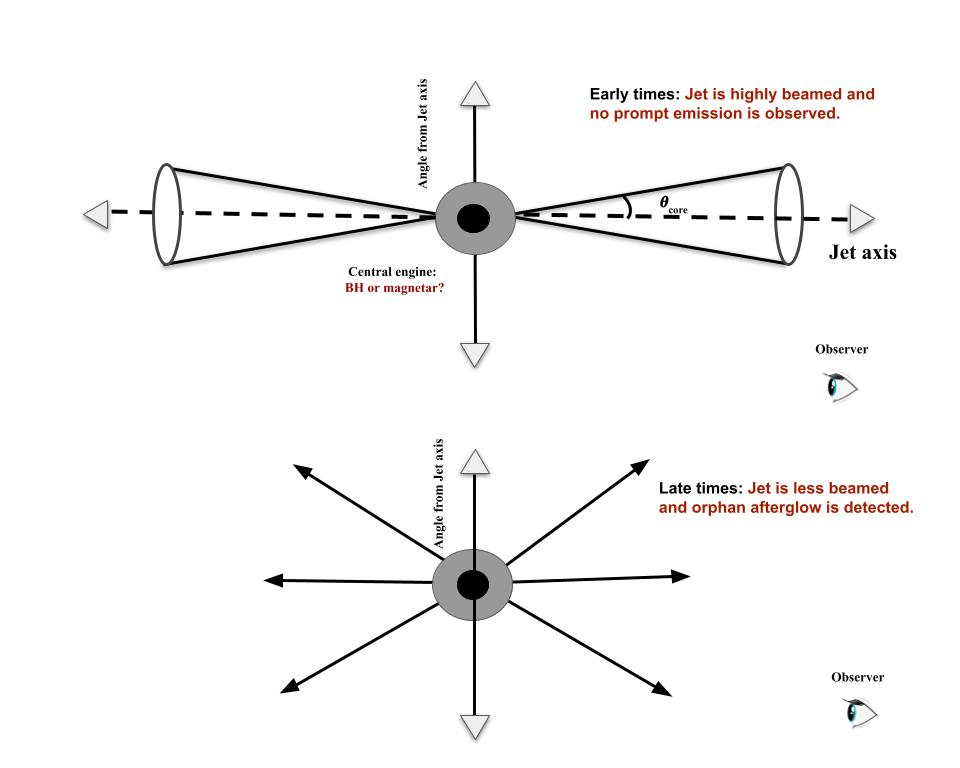 Angle from Jet axis
Early times: Jet is highly beamed and
no prompt emission is observed.
θcore
Jet axis
Central engine:
BH or magnetar?
Observer
Angle from Jet axis
Late times: Jet is less beamed
and orphan afterglow is detected.
Observer